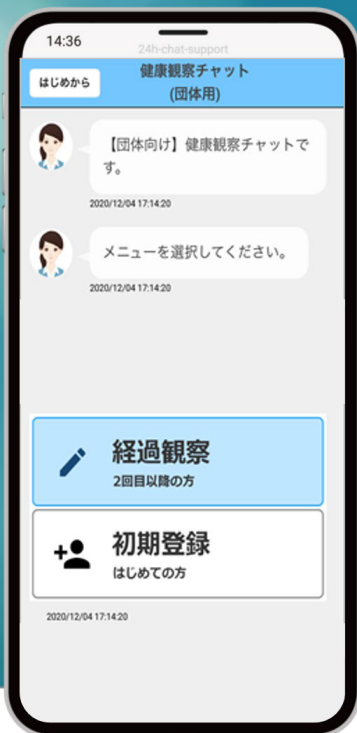 14:36
24h-chat-support
はじめから
健康観察チャット
(団体用)
【団体向け】健康観察チャットで
す。
2020/12/04 17:14:20
メニューを選択してください。
2020/12/04 17:14:20
経過観察
2回目以降の方
初期登録
はじめての方
2020/12/04 17:14:20